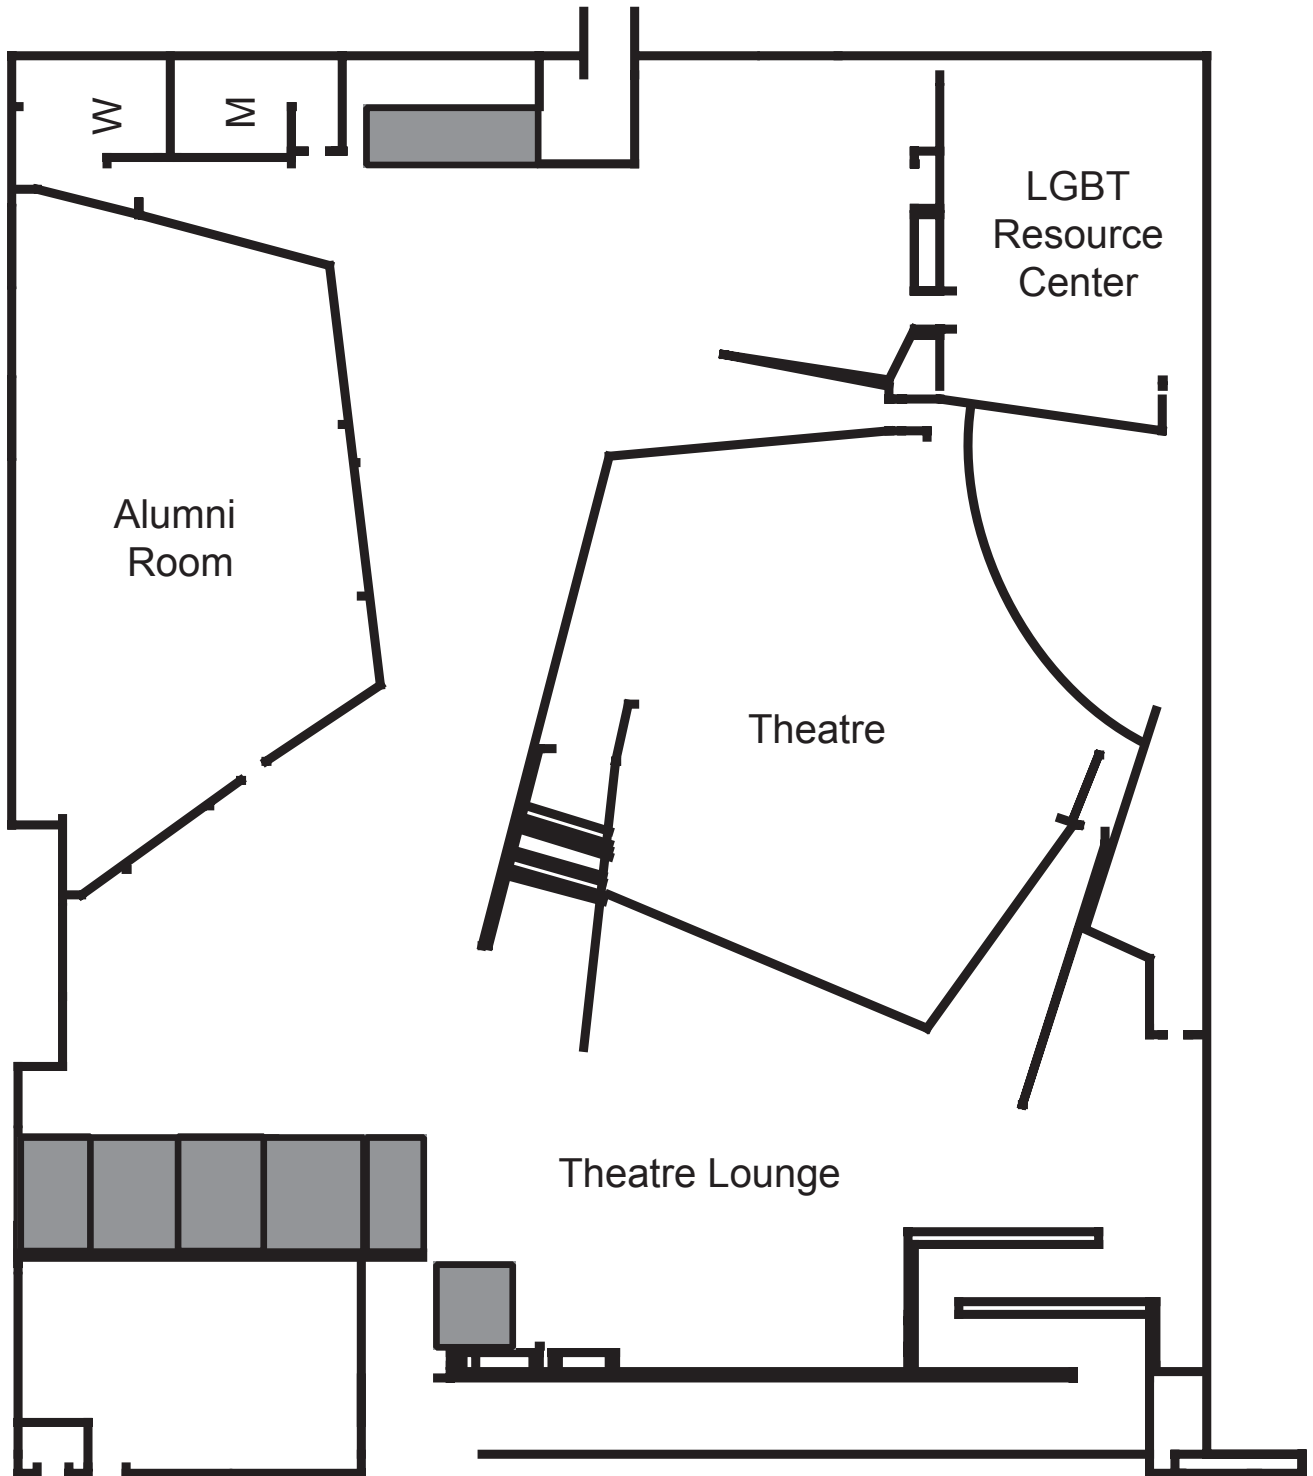 W
M
LGBT
Resource
Center
Alumni
Room
Theatre
Theatre Lounge